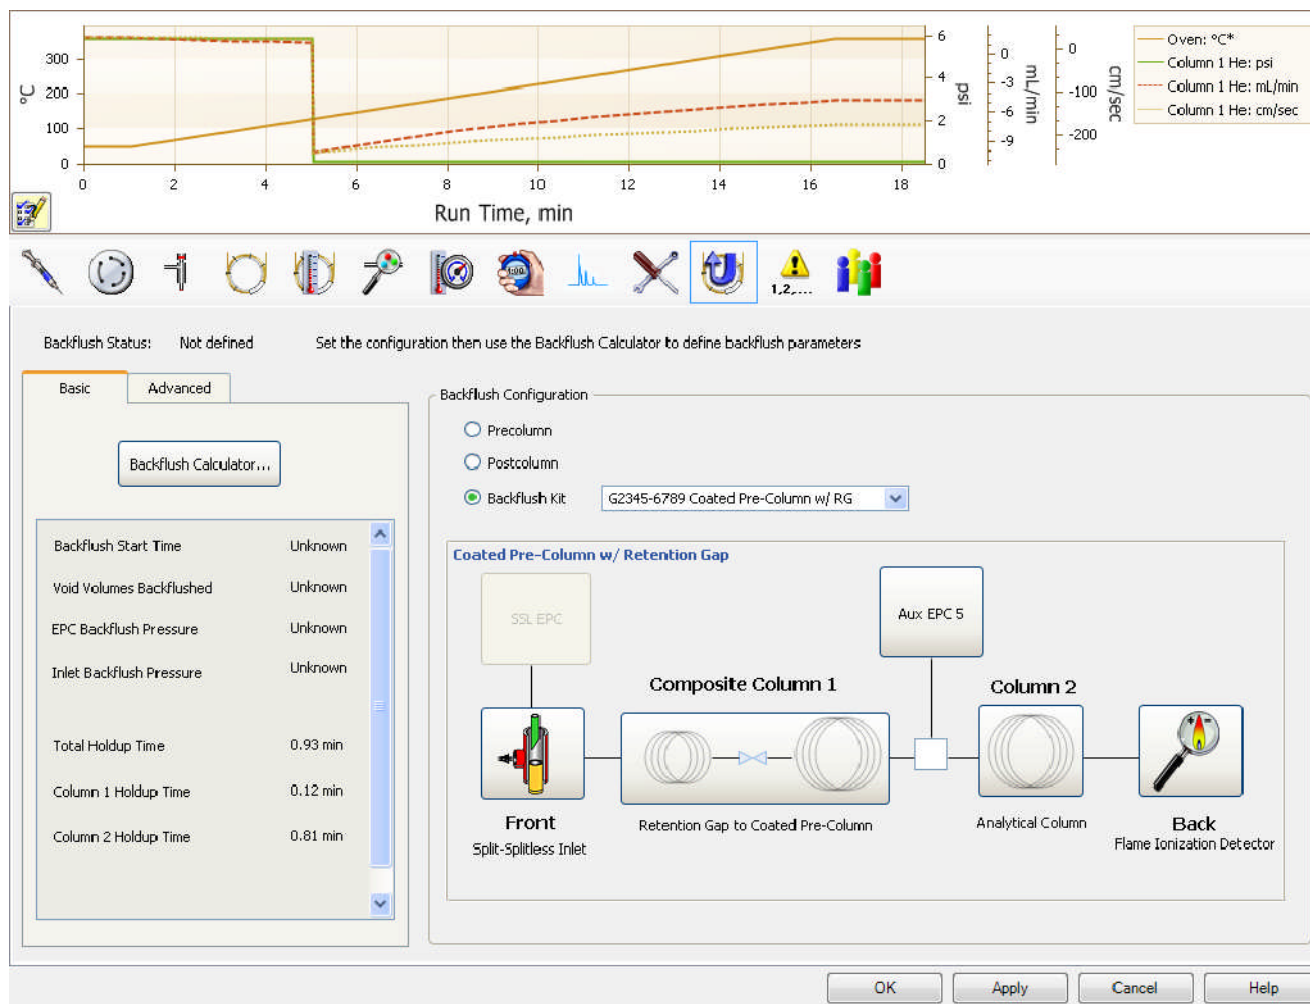 Oven: °C*
Column 1 He: psi
Column 1 He: mL/min
Column 1 He: cm/sec
°C
300
200
100
0
6
4
2
0
psi
0
-3
-6
-9
mL/min
0
-100
-200
cm/sec
0 2 4 6 8 10 12 14 16 18
Run Time, min
1:00
1,2,...
Backflush Status: Not defined Set the configuration then use the Backflush Calculator to define backflush parameters
Basic Advanced
Backflush Calculator...
Backflush Start Time Unknown
Void Volumes Backflushed Unknown
EPC Backflush Pressure Unknown
Inlet Backflush Pressure Unknown
Total Holdup Time 0.93 min
Column 1 Holdup Time 0.12 min
Column 2 Holdup Time 0.81 min
Backflush Configuration
Precolumn
Postcolumn
Backflush Kit G2345-6789 Coated Pre-Column w/ RG
Coated Pre-Column w/ Retention Gap
SSL EPC
Aux EPC 5
Composite Column 1
Column 2
Front
Split-Splitless Inlet
Retention Gap to Coated Pre-Column
Analytical Column
Back
Flame Ionization Detector
OK Apply Cancel Help